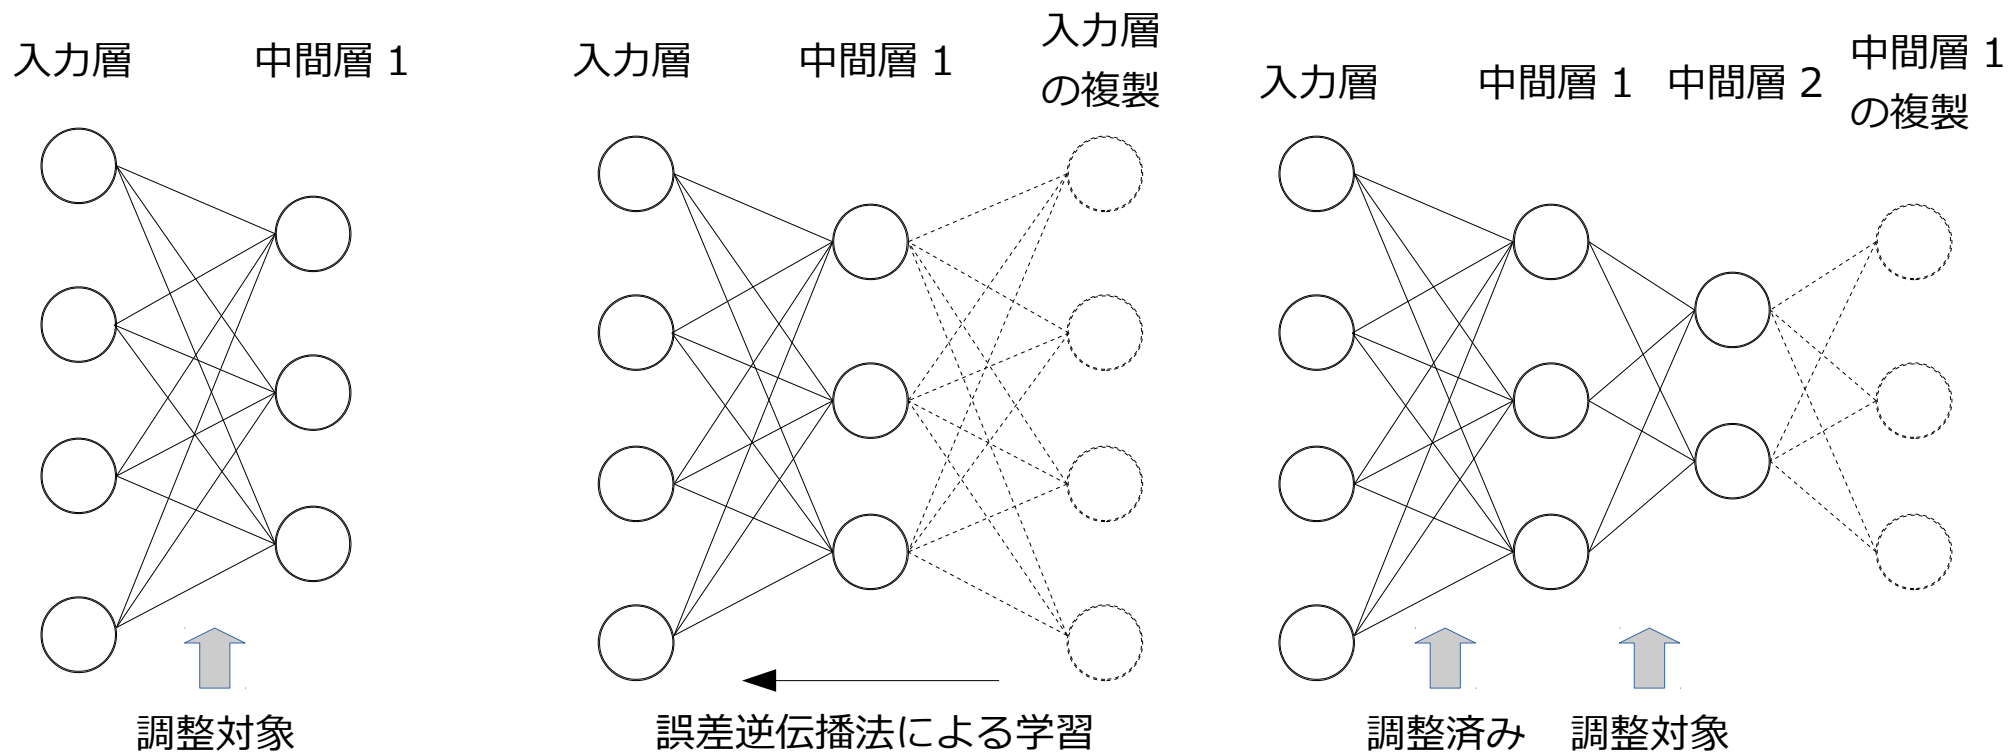 入力層
中間層 1
調整対象
入力層
中間層 1
入力層
の複製
誤差逆伝播法による学習
入力層
中間層 1
中間層 2
中間層 1
の複製
調整済み
調整対象